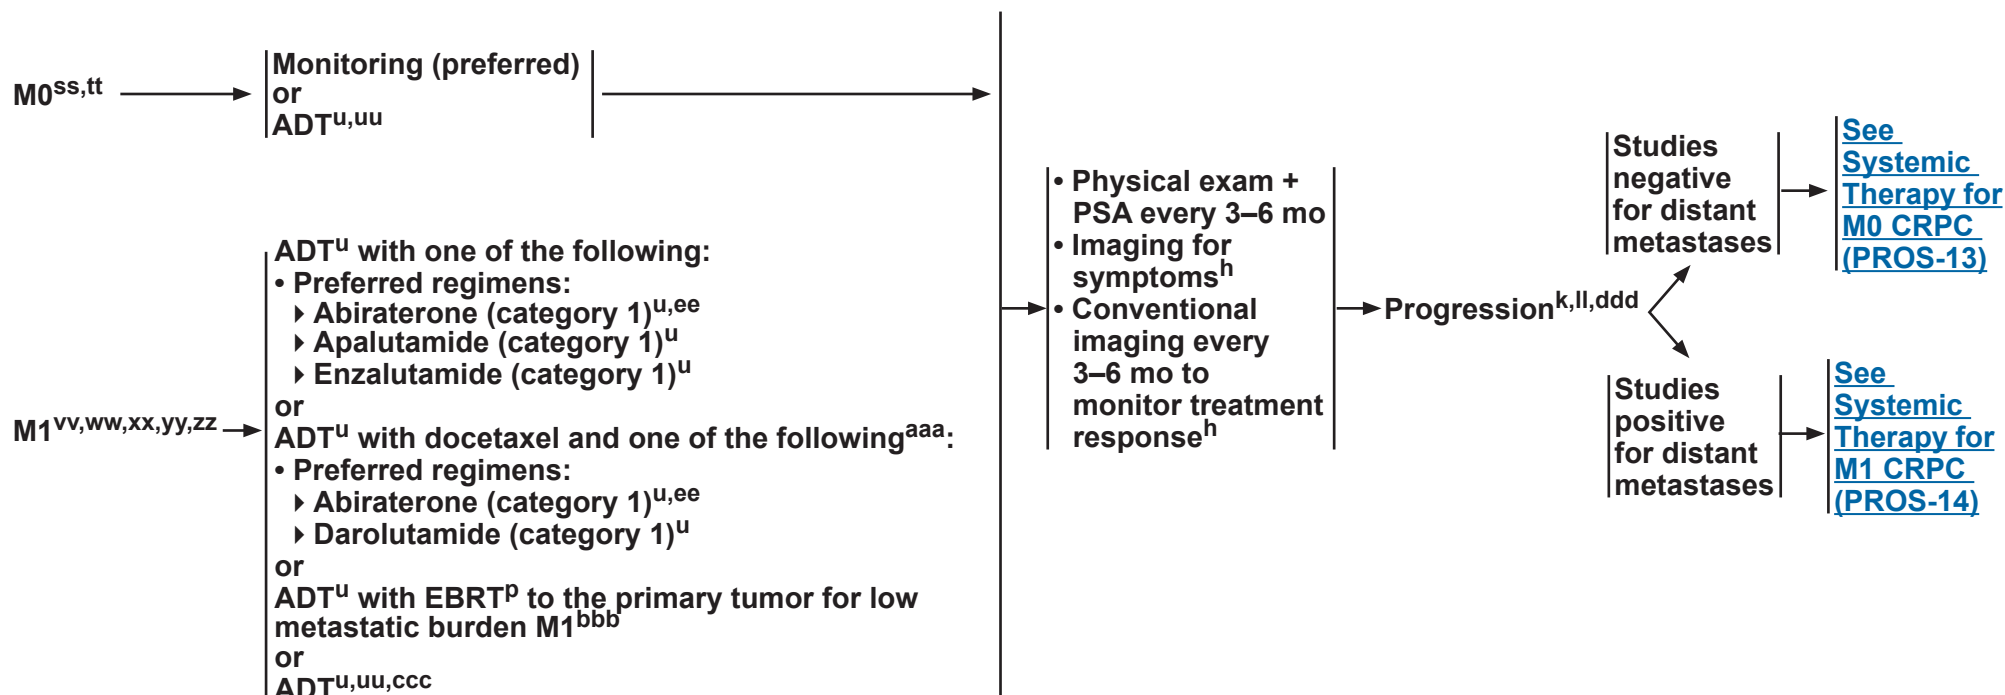 M0ss,tt
Monitoring (preferred)
or
ADTu,uu
M1vv,ww,xx,yy,zz
ADTu with one of the following:
• Preferred regimens:
▸ Abiraterone (category 1)u,ee
▸ Apalutamide (category 1)u
▸ Enzalutamide (category 1)u
or
ADTu with docetaxel and one of the followingaaa:
• Preferred regimens:
▸ Abiraterone (category 1)u,ee
▸ Darolutamide (category 1)u
or
ADTu with EBRTp to the primary tumor for low
metastatic burden M1bbb
or
ADTu,uu,ccc
• Physical exam +
PSA every 3–6 mo
• Imaging for
symptomsh
• Conventional
imaging every
3–6 mo to
monitor treatment
responseh
Progressionk,ll,ddd
Studies
negative
for distant
metastases
See
Systemic
Therapy for
M0 CRPC
(PROS-13)
Studies
positive
for distant
metastases
See
Systemic
Therapy for
M1 CRPC
(PROS-14)